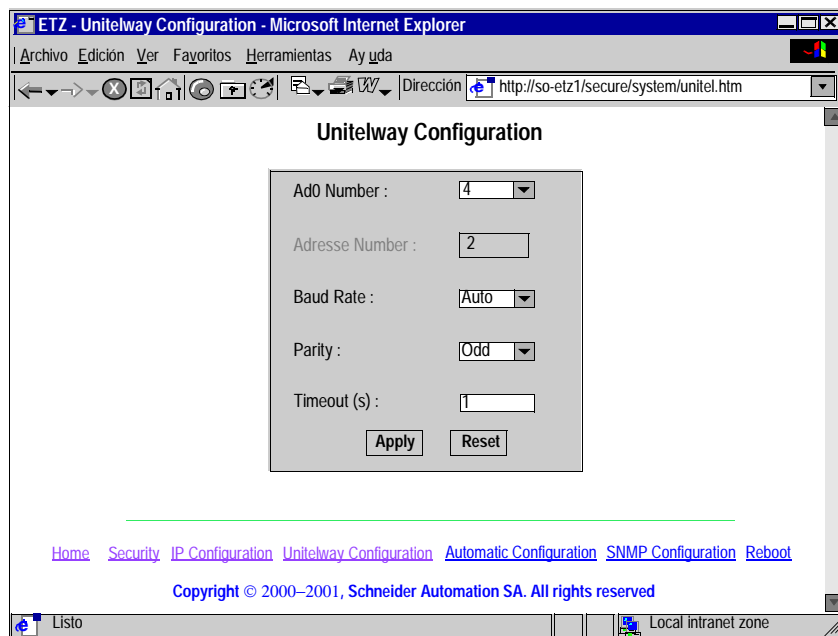 ETZ - Unitelway Configuration - Microsoft Internet Explorer
Archivo Edición Ver Favoritos Herramientas Ay uda
Dirección http://so-etz1/secure/system/unitel.htm
Unitelway Configuration
Ad0 Number : 4
Adresse Number : 2
Baud Rate : Auto
Parity : Odd
Timeout (s) : 1
Apply Reset
Home Security IP Configuration Unitelway Configuration Automatic Configuration SNMP Configuration Reboot
Copyright © 2000–2001, Schneider Automation SA. All rights reserved
Listo Local intranet zone